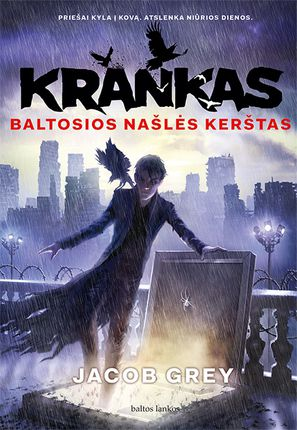 PRIEŠAI KYLA Į KOVĄ. ATSLENKA NIŪRIOS DIENOS.
KRANKAS
BALTOSIOS NAŠLĖS KERŠTAS
JACOB GREY
baltos lankos